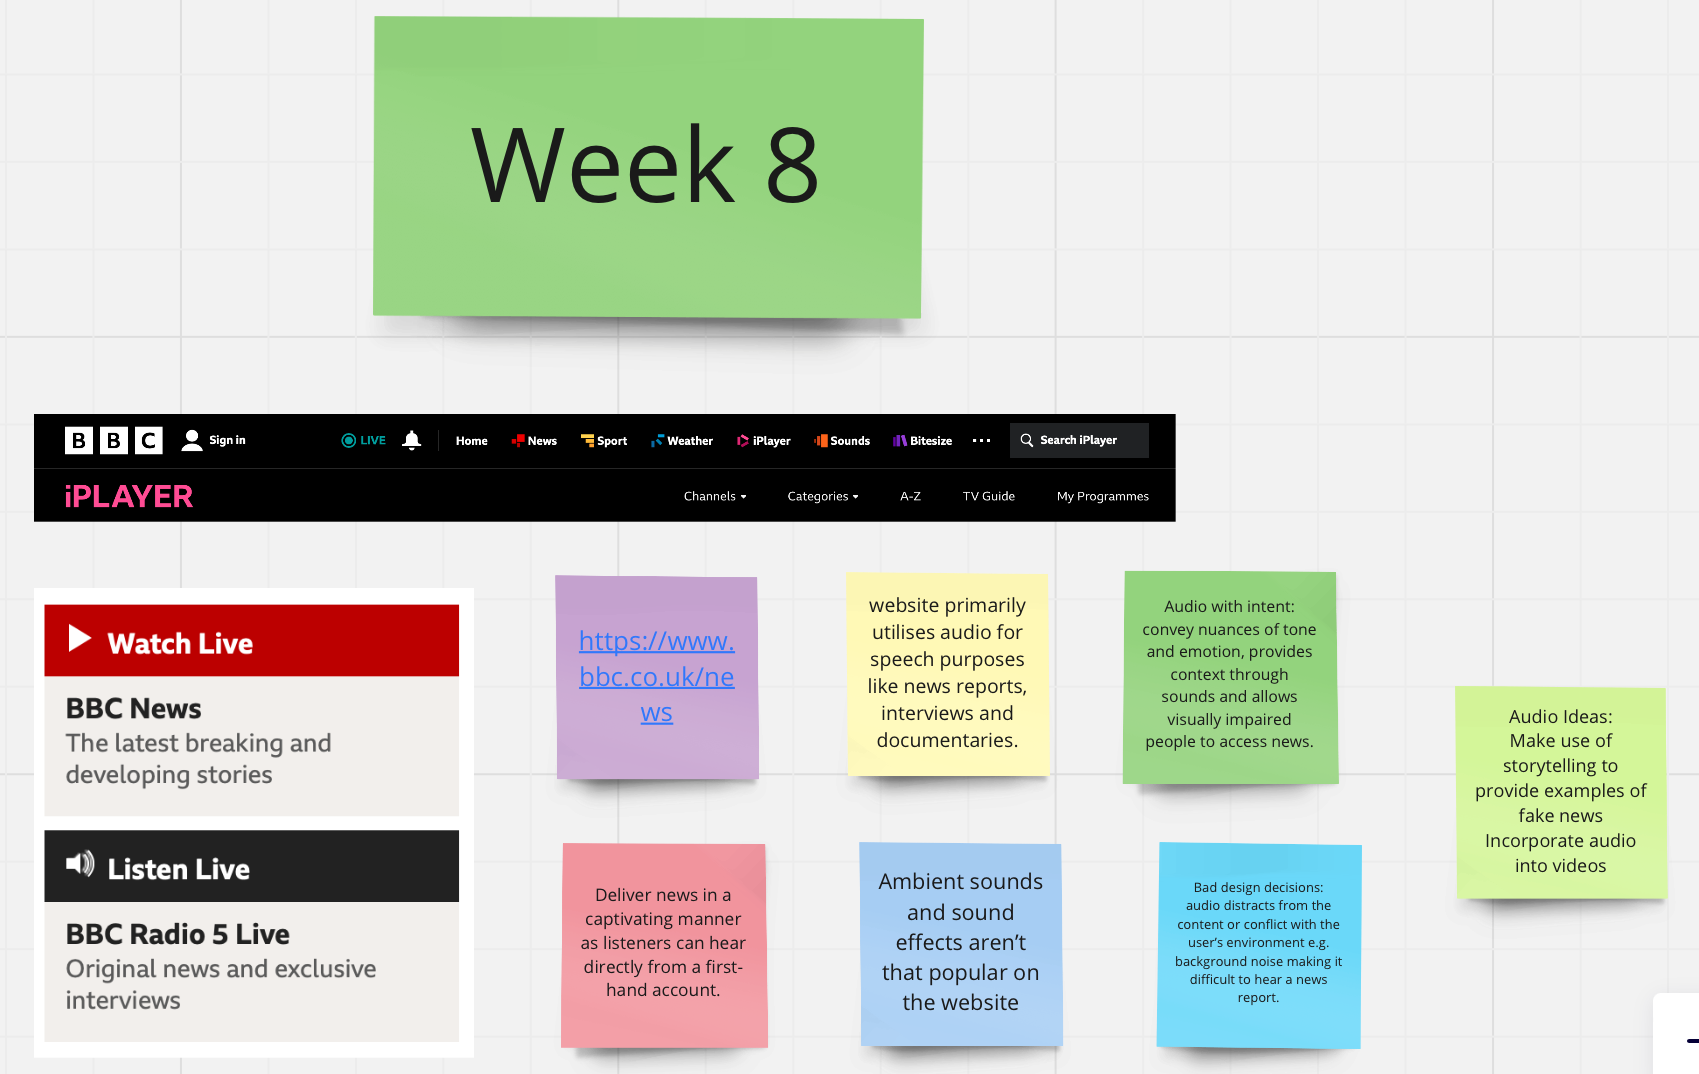 Week 8
BBC Sign in LIVE Home News Sport Weather iPlayer Sounds Bitesize ... Search iPlayer
iPLAYER Channels Categories A-Z TV Guide My Programmes
Watch Live
BBC News
The latest breaking and
developing stories
Listen Live
BBC Radio 5 Live
Original news and exclusive
interviews
https://www.
bbc.co.uk/ne
ws
website primarily
utilises audio for
speech purposes
like news reports,
interviews and
documentaries.
Audio with intent:
convey nuances of tone
and emotion, provides
context through
sounds and allows
visually impaired
people to access news.
Audio Ideas:
Make use of
storytelling to
provide examples of
fake news
Incorporate audio
into videos
Deliver news in a
captivating manner
as listeners can hear
directly from a first-
hand account.
Ambient sounds
and sound
effects aren't
that popular on
the website
Bad design decisions:
audio distracts from the
content or conflict with the
user's environment e.g.
background noise making it
difficult to hear a news
report.